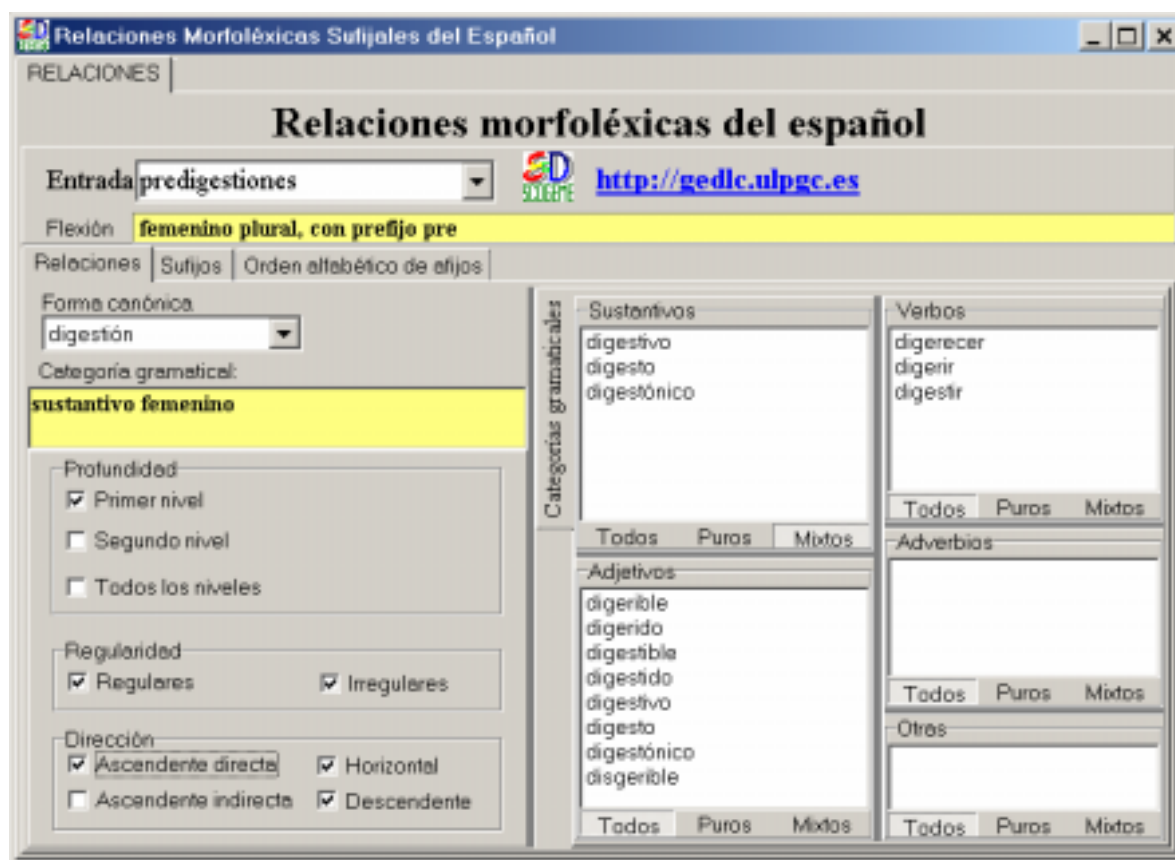 Relaciones Morfoléxicas Sufijales del Español
RELACIONES
Relaciones morfoléxicas del español
Entrada predigestiones
SCOGEME
http://gedlc.ulpgc.es
Flexión femenino plural, con prefijo pre
Relaciones Sufijos Orden alfabético de afijos
Forma canónica
digestión
Categoría gramatical:
sustantivo femenino
Profundidad
Primer nivel
Segundo nivel
Todos los niveles
Regularidad
Regulares Irregulares
Dirección
Ascendente directa Horizontal
Ascendente indirecta Descendente
Categorías gramaticales
Sustantivos
digestivo
digesto
digestónico
Todos Puros Mixtos
Adjetivos
digerible
digerido
digestible
digestido
digestivo
digesto
digestónico
disgerible
Todos Puros Mixtos
Verbos
digerecer
digerir
digestir
Todos Puros Mixtos
Adverbios
Todos Puros Mixtos
Otras
Todos Puros Mixtos